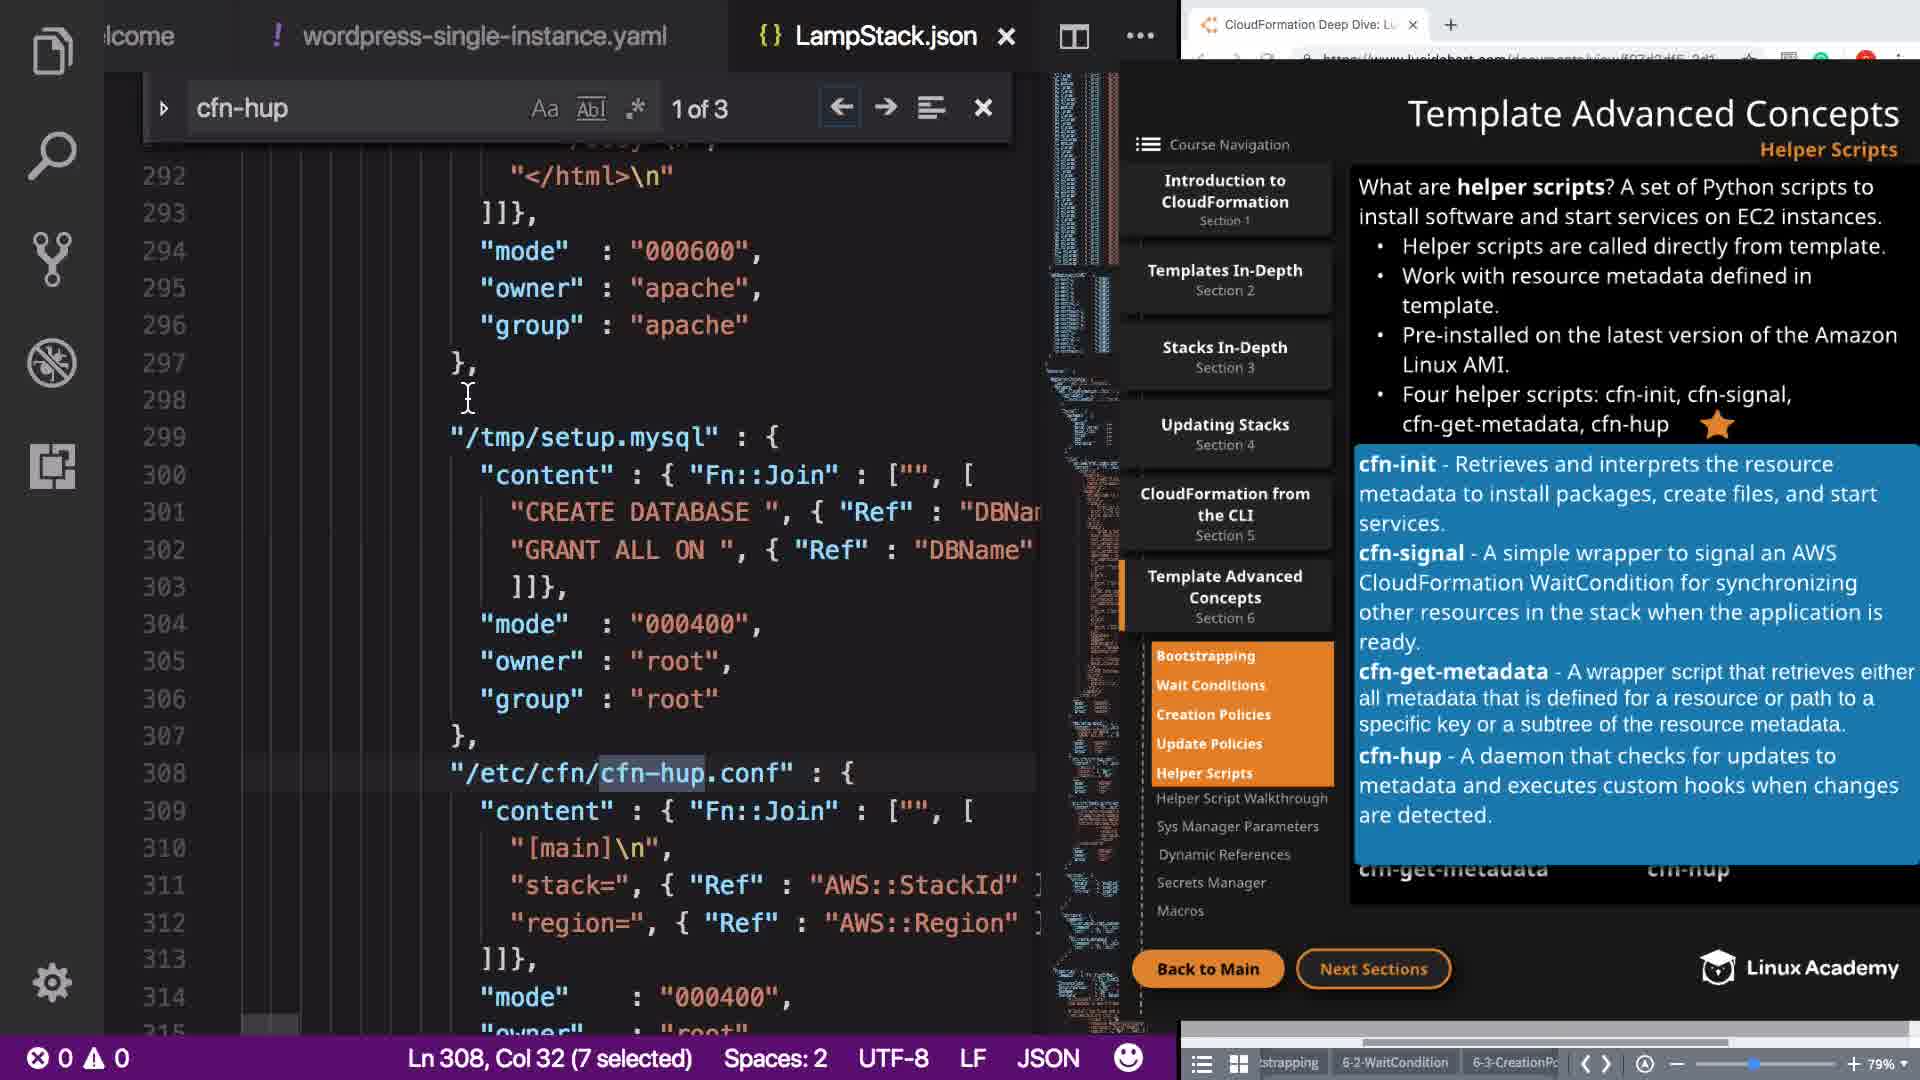 lcome
! wordpress-single-instance.yaml
{} LampStack.json
cfn-hup
Aa Abl .* 1 of 3
292 "</html>\n"
293 ]]},
294 "mode" : "000600",
295 "owner" : "apache",
296 "group" : "apache"
297 },
298
299 "/tmp/setup.mysql" : {
300 "content" : { "Fn::Join" : ["", [
301 "CREATE DATABASE ", { "Ref" : "DBNa
302 "GRANT ALL ON ", { "Ref" : "DBName"
303 ]]},
304 "mode" : "000400",
305 "owner" : "root",
306 "group" : "root"
307 },
308 "/etc/cfn/cfn-hup.conf" : {
309 "content" : { "Fn::Join" : ["", [
310 "[main]\n",
311 "stack=", { "Ref" : "AWS::StackId" }
312 "region=", { "Ref" : "AWS::Region" }
313 ]]},
314 "mode" : "000400",
315 "owner" : "root"
0 0 Ln 308, Col 32 (7 selected) Spaces: 2 UTF-8 LF JSON
CloudFormation Deep Dive: Lu
Template Advanced Concepts
Helper Scripts
Course Navigation
Introduction to
CloudFormation
Section 1
Templates In-Depth
Section 2
Stacks In-Depth
Section 3
Updating Stacks
Section 4
CloudFormation from
the CLI
Section 5
Template Advanced
Concepts
Section 6
Bootstrapping
Wait Conditions
Creation Policies
Update Policies
Helper Scripts
Helper Script Walkthrough
Sys Manager Parameters
Dynamic References
Secrets Manager
Macros
What are helper scripts? A set of Python scripts to
install software and start services on EC2 instances.
• Helper scripts are called directly from template.
• Work with resource metadata defined in
template.
• Pre-installed on the latest version of the Amazon
Linux AMI.
• Four helper scripts: cfn-init, cfn-signal,
cfn-get-metadata, cfn-hup
cfn-init - Retrieves and interprets the resource
metadata to install packages, create files, and start
services.
cfn-signal - A simple wrapper to signal an AWS
CloudFormation WaitCondition for synchronizing
other resources in the stack when the application is
ready.
cfn-get-metadata - A wrapper script that retrieves either
all metadata that is defined for a resource or path to a
specific key or a subtree of the resource metadata.
cfn-hup - A daemon that checks for updates to
metadata and executes custom hooks when changes
are detected.
cfn-get-metadata cfn-hup
Back to Main
Next Sections
Linux Academy
strapping 6-2-WaitCondition 6-3-CreationPo 79%